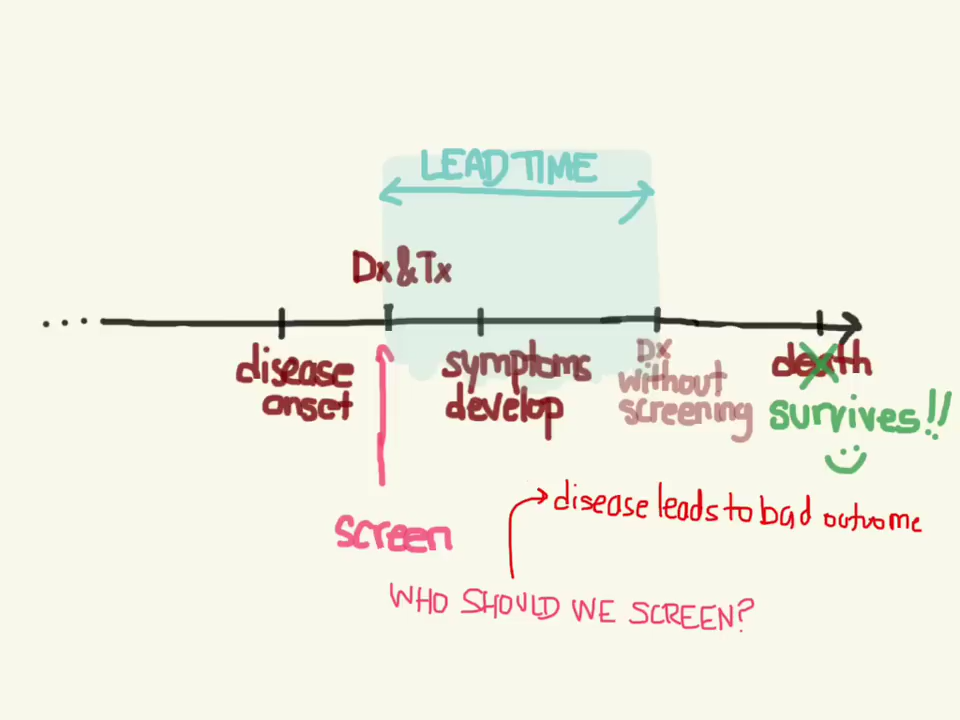 LEAD TIME
Dx & Tx
disease
onset
symptoms
develop
Dx
without
screening
death
survives!!
screen
disease leads to bad outcome
WHO SHOULD WE SCREEN?